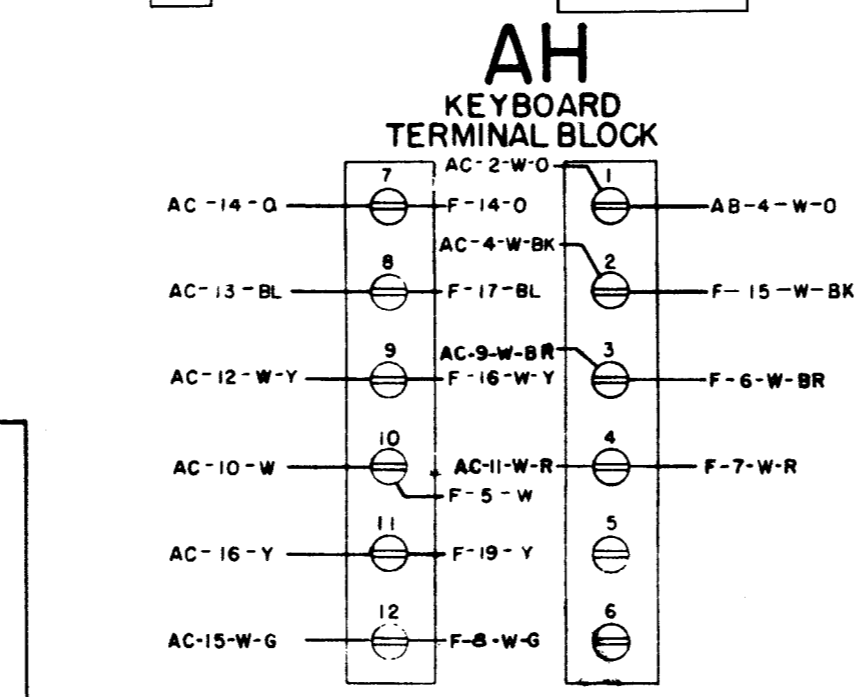 AH
KEYBOARD
TERMINAL BLOCK
7 AC-2-W-O 1
AC-14-O F-14-O AB-4-W-O
AC-4-W-BK
8 2
AC-13-BL F-17-BL F-15-W-BK
9 AC-9-W-BR 3
AC-12-W-Y F-16-W-Y F-6-W-BR
10 4
AC-10-W AC-11-W-R F-7-W-R
F-5-W
11 5
AC-16-Y F-19-Y
12 6
AC-15-W-G F-8-W-G